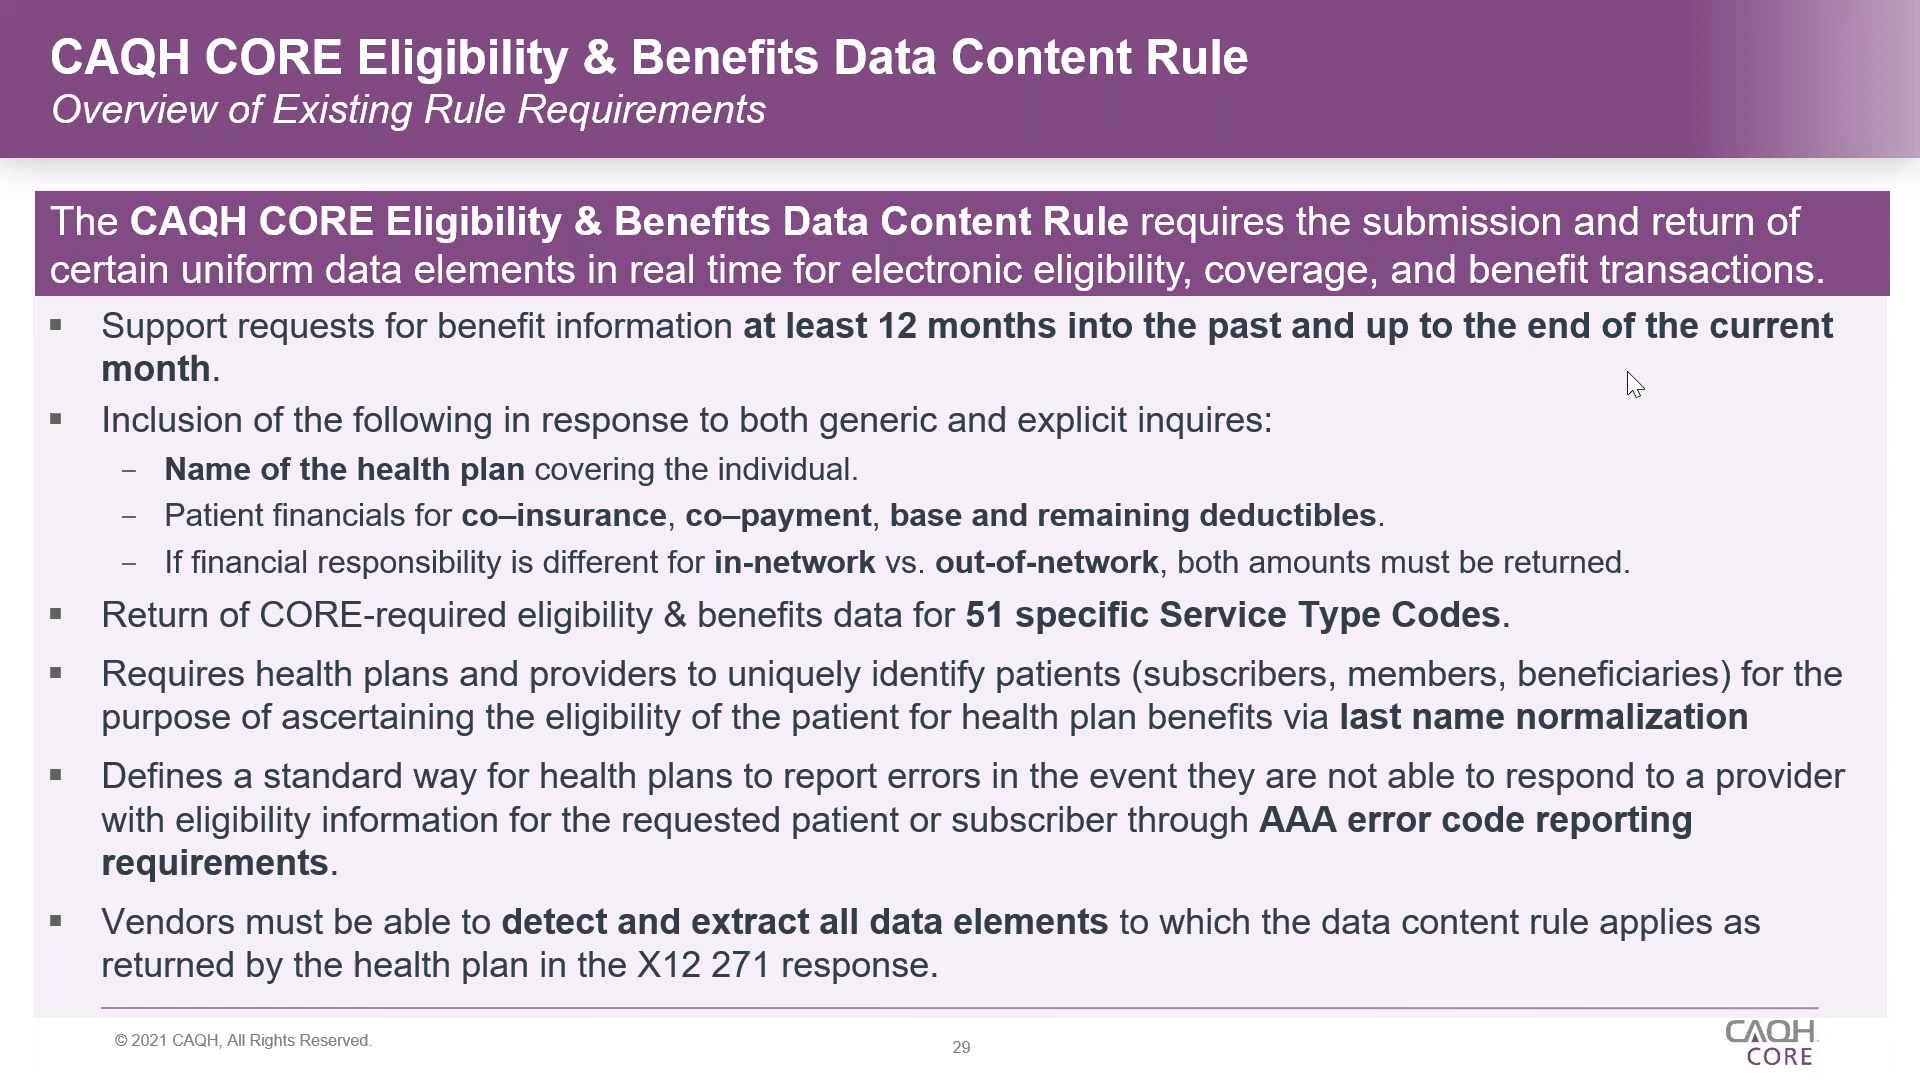 CAQH CORE Eligibility & Benefits Data Content Rule
Overview of Existing Rule Requirements
The CAQH CORE Eligibility & Benefits Data Content Rule requires the submission and return of
certain uniform data elements in real time for electronic eligibility, coverage, and benefit transactions.
▪ Support requests for benefit information at least 12 months into the past and up to the end of the current
month.
▪ Inclusion of the following in response to both generic and explicit inquires:
– Name of the health plan covering the individual.
– Patient financials for co–insurance, co–payment, base and remaining deductibles.
– If financial responsibility is different for in-network vs. out-of-network, both amounts must be returned.
▪ Return of CORE-required eligibility & benefits data for 51 specific Service Type Codes.
▪ Requires health plans and providers to uniquely identify patients (subscribers, members, beneficiaries) for the
purpose of ascertaining the eligibility of the patient for health plan benefits via last name normalization
▪ Defines a standard way for health plans to report errors in the event they are not able to respond to a provider
with eligibility information for the requested patient or subscriber through AAA error code reporting
requirements.
▪ Vendors must be able to detect and extract all data elements to which the data content rule applies as
returned by the health plan in the X12 271 response.
© 2021 CAQH, All Rights Reserved.
29
CAQH
CORE